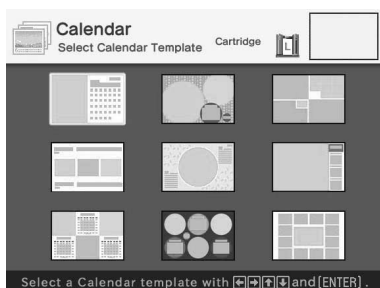 Calendar
Select Calendar Template
Cartridge
L
Select a Calendar template with ←→↑↓ and [ENTER].